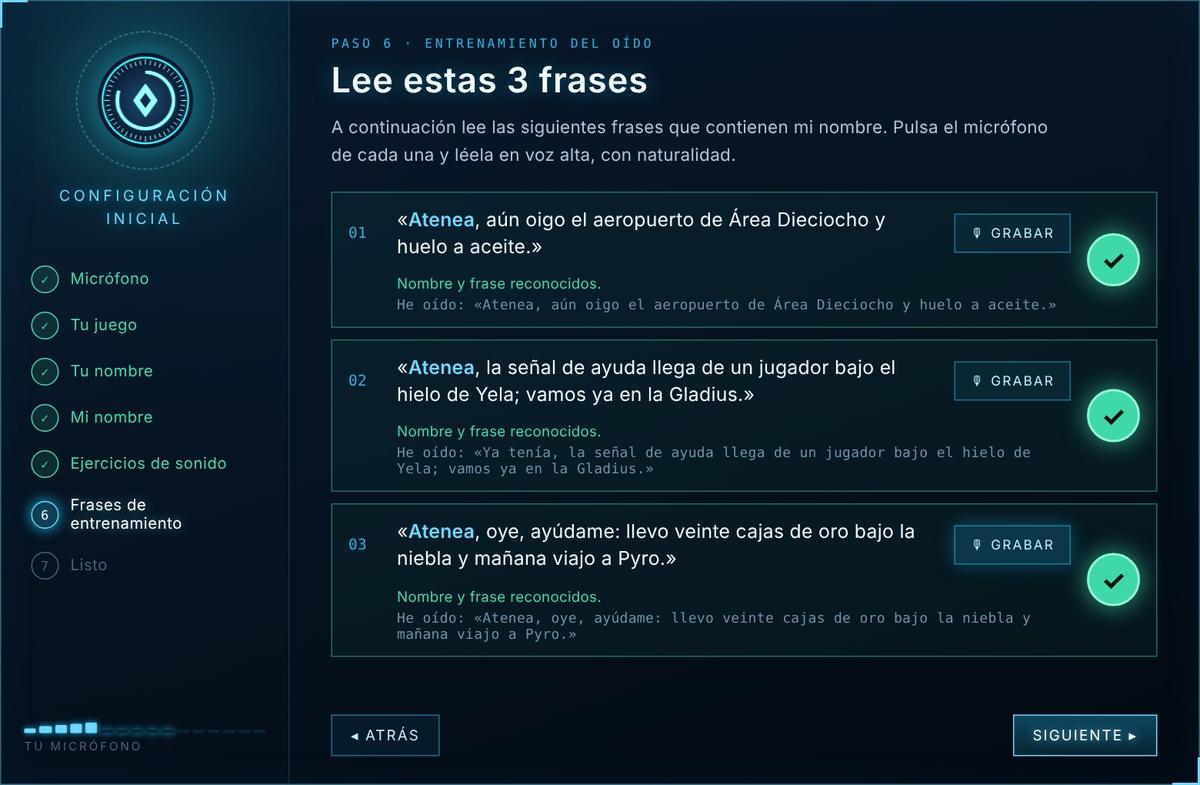 CONFIGURACIÓN
INICIAL
✓ Micrófono
✓ Tu juego
✓ Tu nombre
✓ Mi nombre
✓ Ejercicios de sonido
6 Frases de
entrenamiento
7 Listo
TU MICRÓFONO
PASO 6 · ENTRENAMIENTO DEL OÍDO
Lee estas 3 frases
A continuación lee las siguientes frases que contienen mi nombre. Pulsa el micrófono
de cada una y léela en voz alta, con naturalidad.
01
«Atenea, aún oigo el aeropuerto de Área Dieciocho y
huelo a aceite.»
GRABAR
Nombre y frase reconocidos.
He oído: «Atenea, aún oigo el aeropuerto de Área Dieciocho y huelo a aceite.»
02
«Atenea, la señal de ayuda llega de un jugador bajo el
hielo de Yela; vamos ya en la Gladius.»
GRABAR
Nombre y frase reconocidos.
He oído: «Ya tenía, la señal de ayuda llega de un jugador bajo el hielo de
Yela; vamos ya en la Gladius.»
03
«Atenea, oye, ayúdame: llevo veinte cajas de oro bajo la
niebla y mañana viajo a Pyro.»
GRABAR
Nombre y frase reconocidos.
He oído: «Atenea, oye, ayúdame: llevo veinte cajas de oro bajo la niebla y
mañana viajo a Pyro.»
◂ ATRÁS
SIGUIENTE ▸